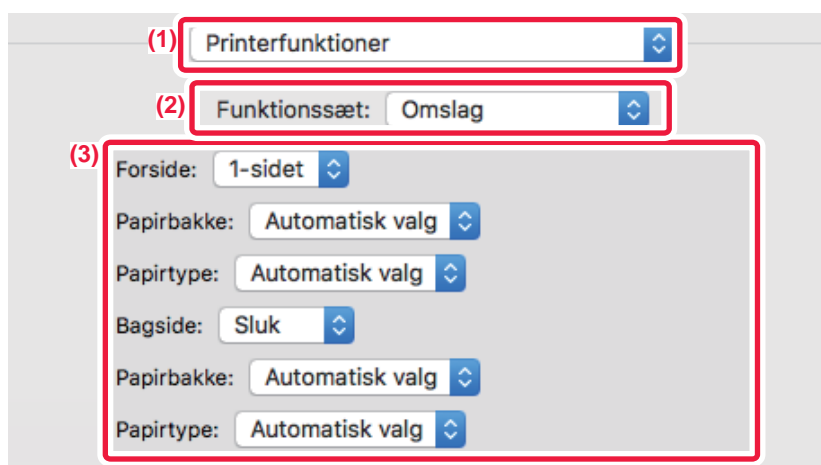 (1) Printerfunktioner
(2) Funktionssæt: Omslag
(3)
Forside: 1-sidet
Papirbakke: Automatisk valg
Papirtype: Automatisk valg
Bagside: Sluk
Papirbakke: Automatisk valg
Papirtype: Automatisk valg